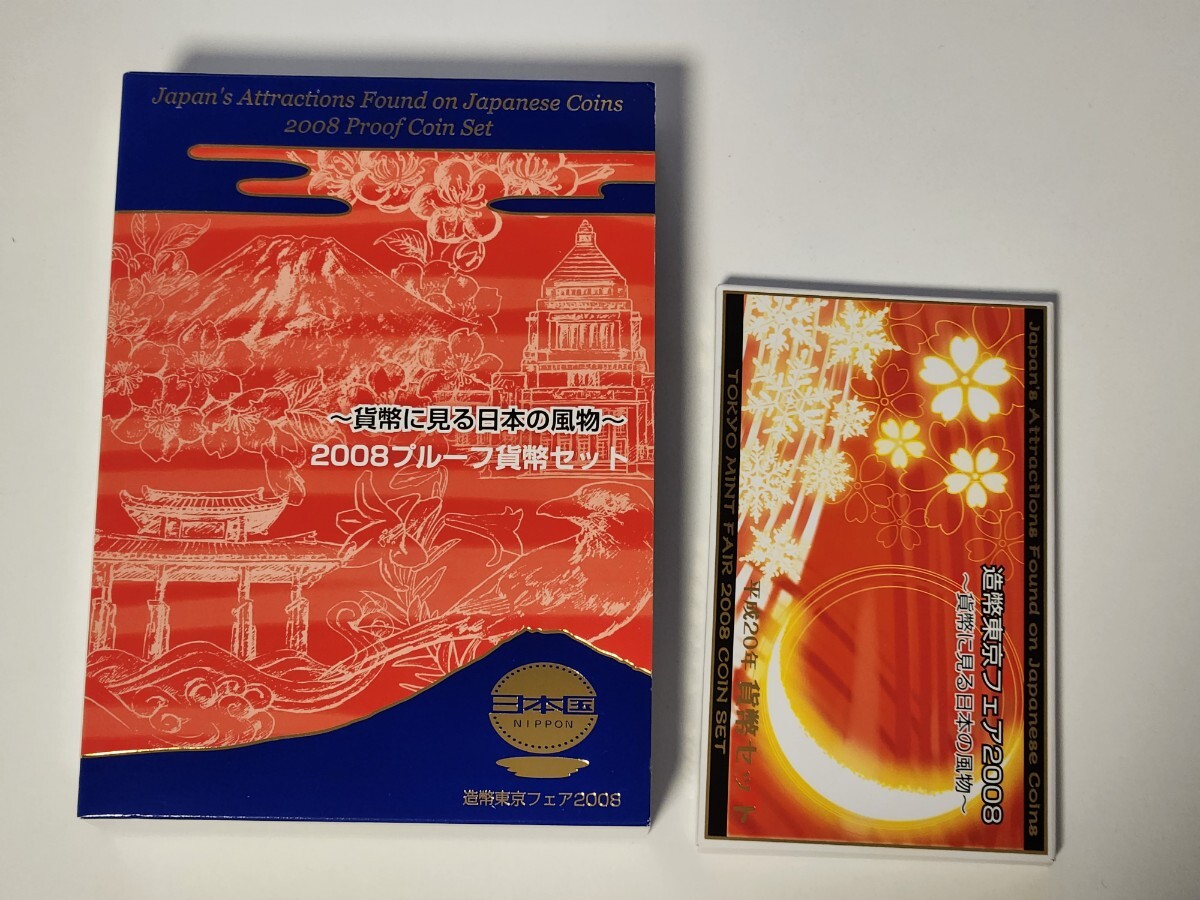 Japan's Attractions Found on Japanese Coins
2008 Proof Coin Set
～貨幣に見る日本の風物～
2008プルーフ貨幣セット
日本国
NIPPON
造幣東京フェア2008
Japan's Attractions Found on Japanese Coins
造幣東京フェア2008
～貨幣に見る日本の風物～
平成20年 貨幣セット
TOKYO MINT FAIR 2008 COIN SET